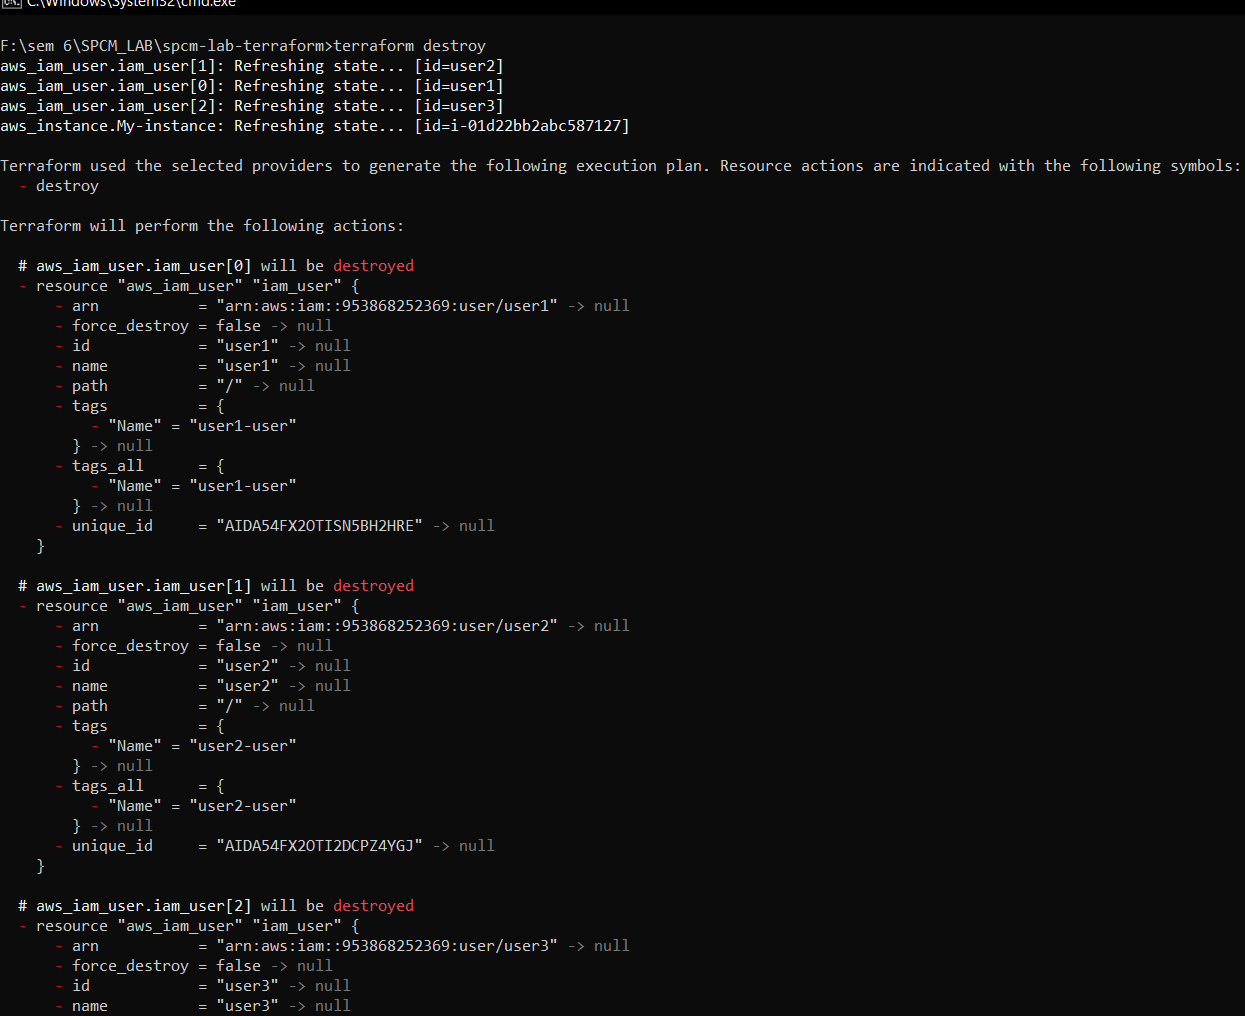 C:\Windows\System32\cmd.exe
F:\sem 6\SPCM_LAB\spcm-lab-terraform>terraform destroy
aws_iam_user.iam_user[1]: Refreshing state... [id=user2]
aws_iam_user.iam_user[0]: Refreshing state... [id=user1]
aws_iam_user.iam_user[2]: Refreshing state... [id=user3]
aws_instance.My-instance: Refreshing state... [id=i-01d22bb2abc587127]
Terraform used the selected providers to generate the following execution plan. Resource actions are indicated with the following symbols:
- destroy
Terraform will perform the following actions:
# aws_iam_user.iam_user[0] will be destroyed
- resource "aws_iam_user" "iam_user" {
- arn = "arn:aws:iam::953868252369:user/user1" -> null
- force_destroy = false -> null
- id = "user1" -> null
- name = "user1" -> null
- path = "/" -> null
- tags = {
- "Name" = "user1-user"
} -> null
- tags_all = {
- "Name" = "user1-user"
} -> null
- unique_id = "AIDA54FX2OTISN5BH2HRE" -> null
}
# aws_iam_user.iam_user[1] will be destroyed
- resource "aws_iam_user" "iam_user" {
- arn = "arn:aws:iam::953868252369:user/user2" -> null
- force_destroy = false -> null
- id = "user2" -> null
- name = "user2" -> null
- path = "/" -> null
- tags = {
- "Name" = "user2-user"
} -> null
- tags_all = {
- "Name" = "user2-user"
} -> null
- unique_id = "AIDA54FX2OTI2DCPZ4YGJ" -> null
}
# aws_iam_user.iam_user[2] will be destroyed
- resource "aws_iam_user" "iam_user" {
- arn = "arn:aws:iam::953868252369:user/user3" -> null
- force_destroy = false -> null
- id = "user3" -> null
- name = "user3" -> null